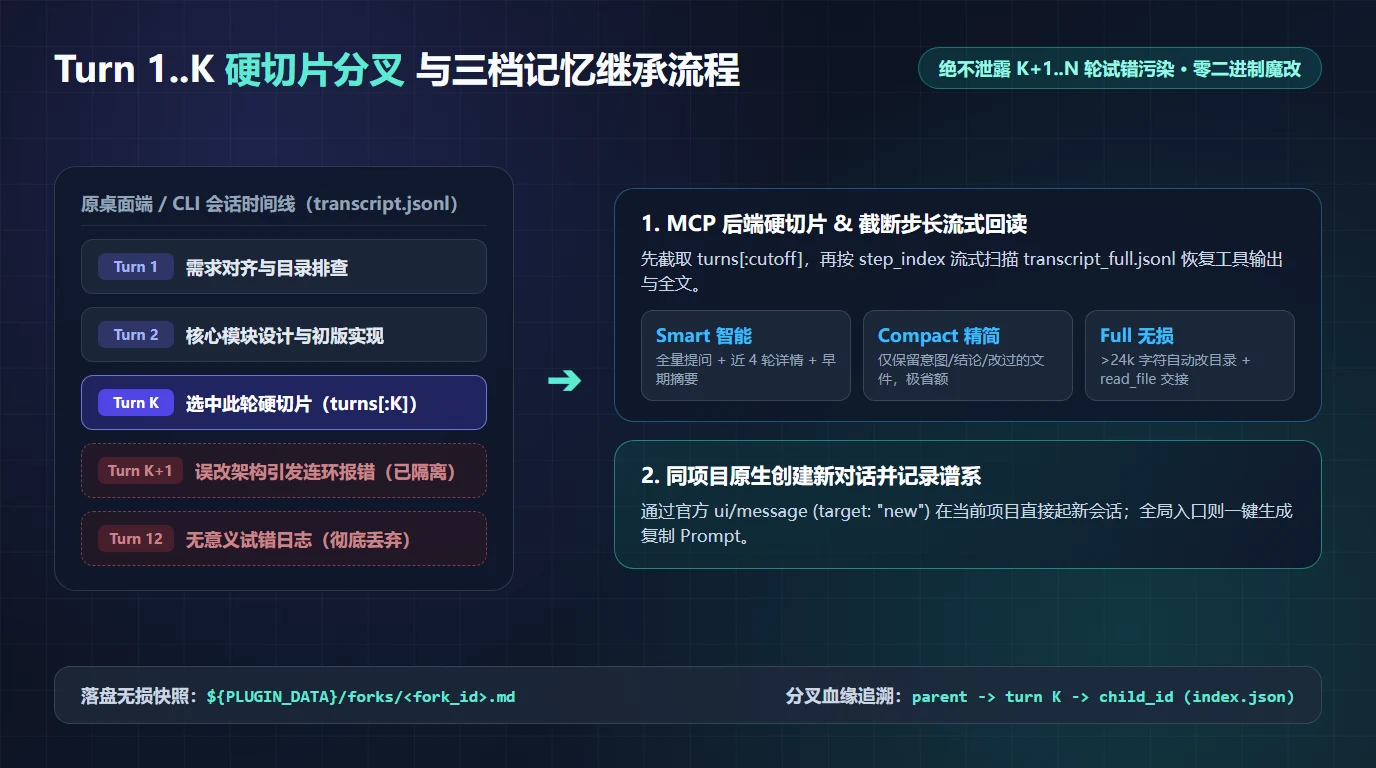 Turn 1..K 硬切片分叉 与三档记忆继承流程
绝不泄露 K+1..N 轮试错污染 • 零二进制魔改
原桌面端 / CLI 会话时间线（transcript.jsonl）
Turn 1 需求对齐与目录排查
Turn 2 核心模块设计与初版实现
Turn K 选中此轮硬切片（turns[:K]）
Turn K+1 误改架构引发连环报错（已隔离）
Turn 12 无意义试错日志（彻底丢弃）
➔
1. MCP 后端硬切片 & 截断步长流式回读
先截取 turns[:cutoff]，再按 step_index 流式扫描 transcript_full.jsonl 恢复工具输出
与全文。
Smart 智能
全量提问 + 近 4 轮详情 + 早
期摘要
Compact 精简
仅保留意图/结论/改过的文
件，极省额
Full 无损
>24k 字符自动改目录 +
read_file 交接
2. 同项目原生创建新对话并记录谱系
通过官方 ui/message (target: "new") 在当前项目直接起新会话；全局入口则一键生成
复制 Prompt。
落盘无损快照：${PLUGIN_DATA}/forks/<fork_id>.md
分叉血缘追溯：parent -> turn K -> child_id (index.json)